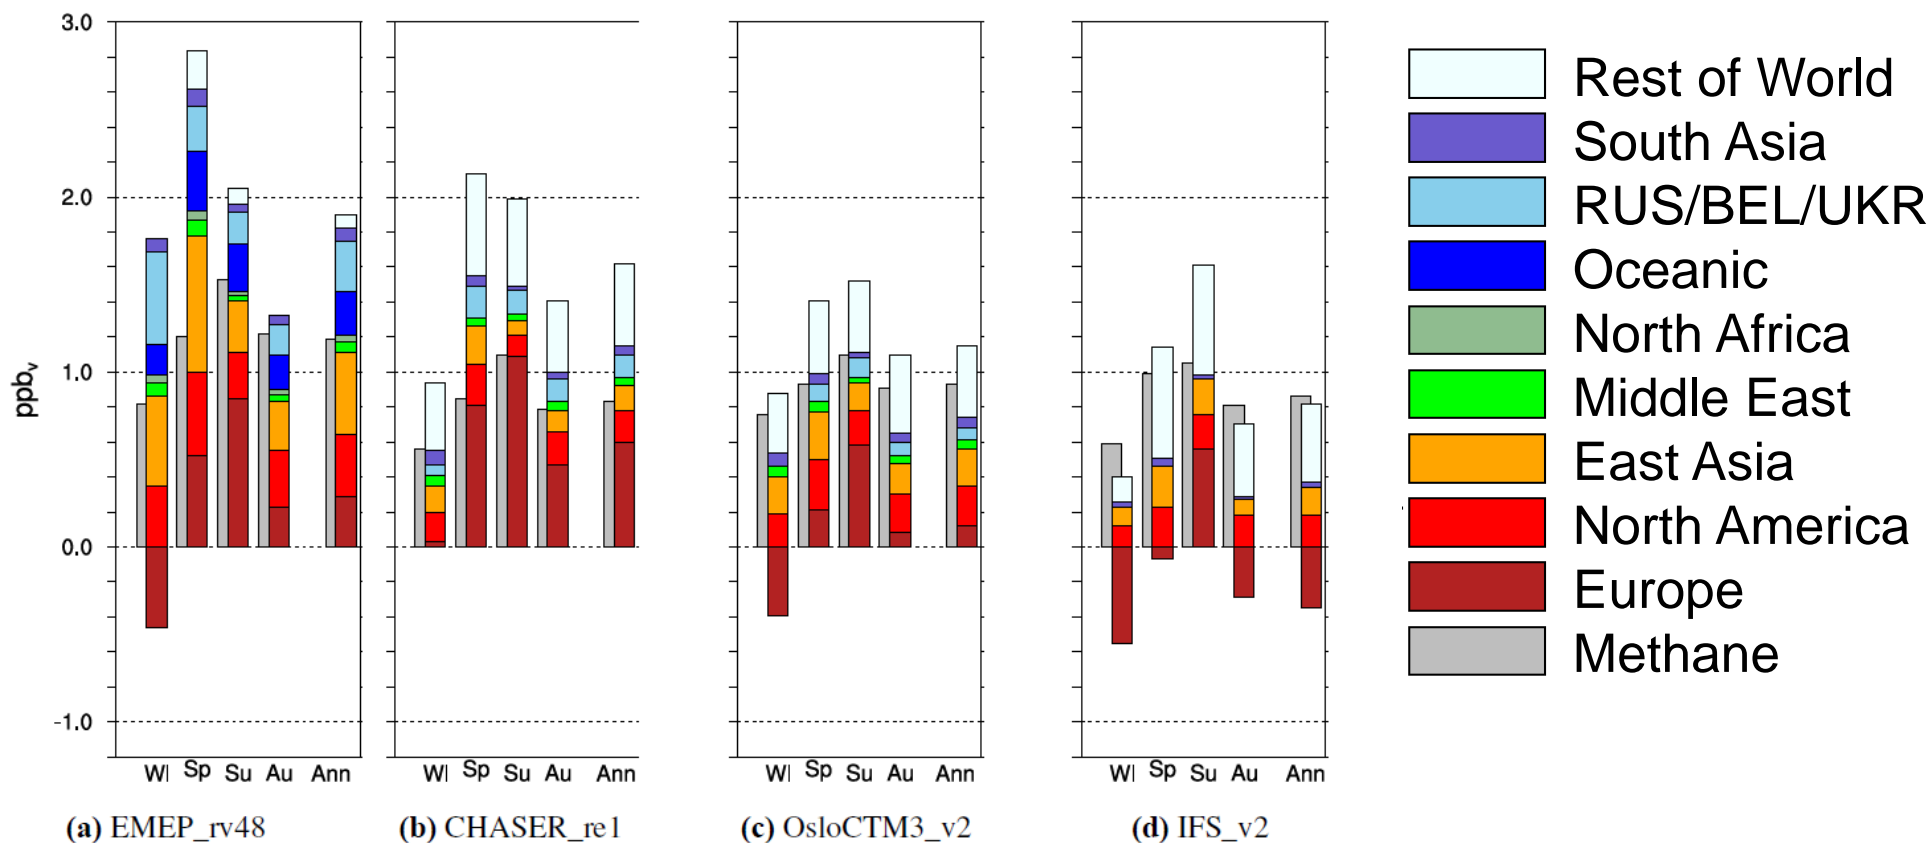 3.0
2.0
1.0
0.0
-1.0
ppbv
WI Sp Su Au Ann
WI Sp Su Au Ann
WI Sp Su Au Ann
WI Sp Su Au Ann
(a) EMEP_rv48
(b) CHASER_re1
(c) OsloCTM3_v2
(d) IFS_v2
Rest of World
South Asia
RUS/BEL/UKR
Oceanic
North Africa
Middle East
East Asia
North America
Europe
Methane